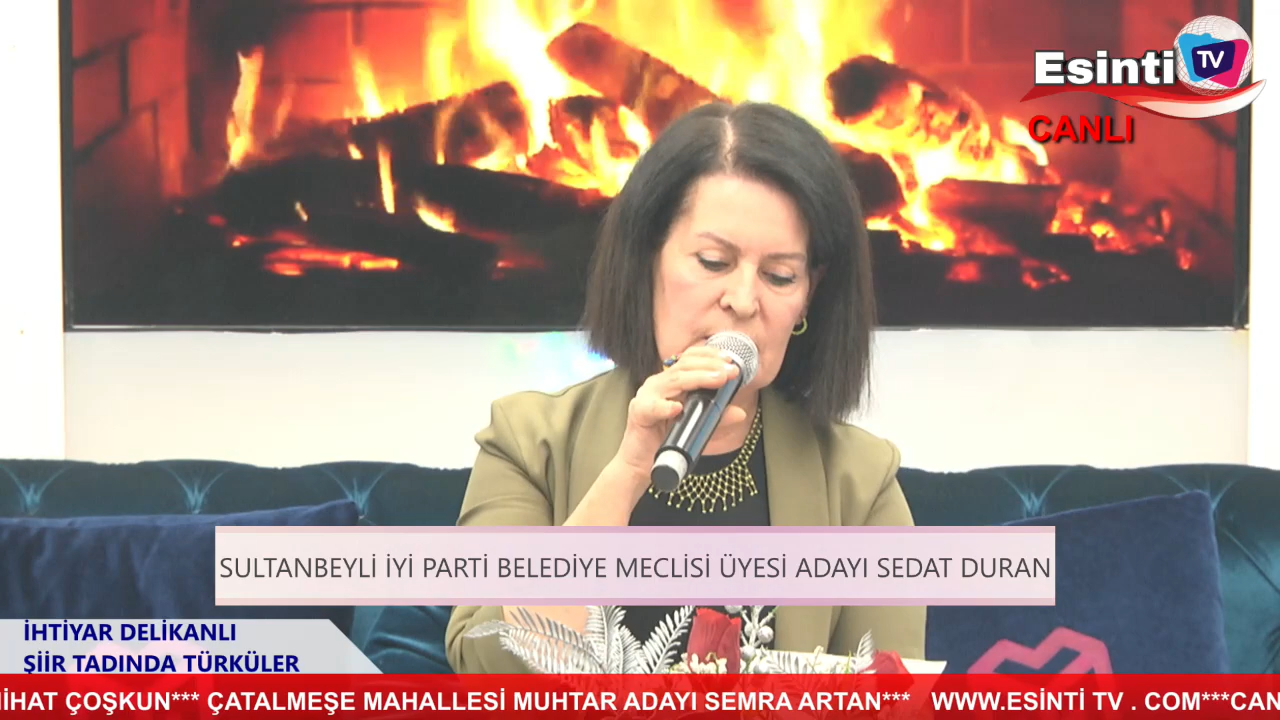 Esinti TV
CANLI
SULTANBEYLİ İYİ PARTİ BELEDİYE MECLİSİ ÜYESİ ADAYI SEDAT DURAN
İHTİYAR DELİKANLI
ŞİİR TADINDA TÜRKÜLER
NİHAT ÇOŞKUN*** ÇATALMEŞE MAHALLESİ MUHTAR ADAYI SEMRA ARTAN*** WWW.ESİNTİ TV . COM***CAN